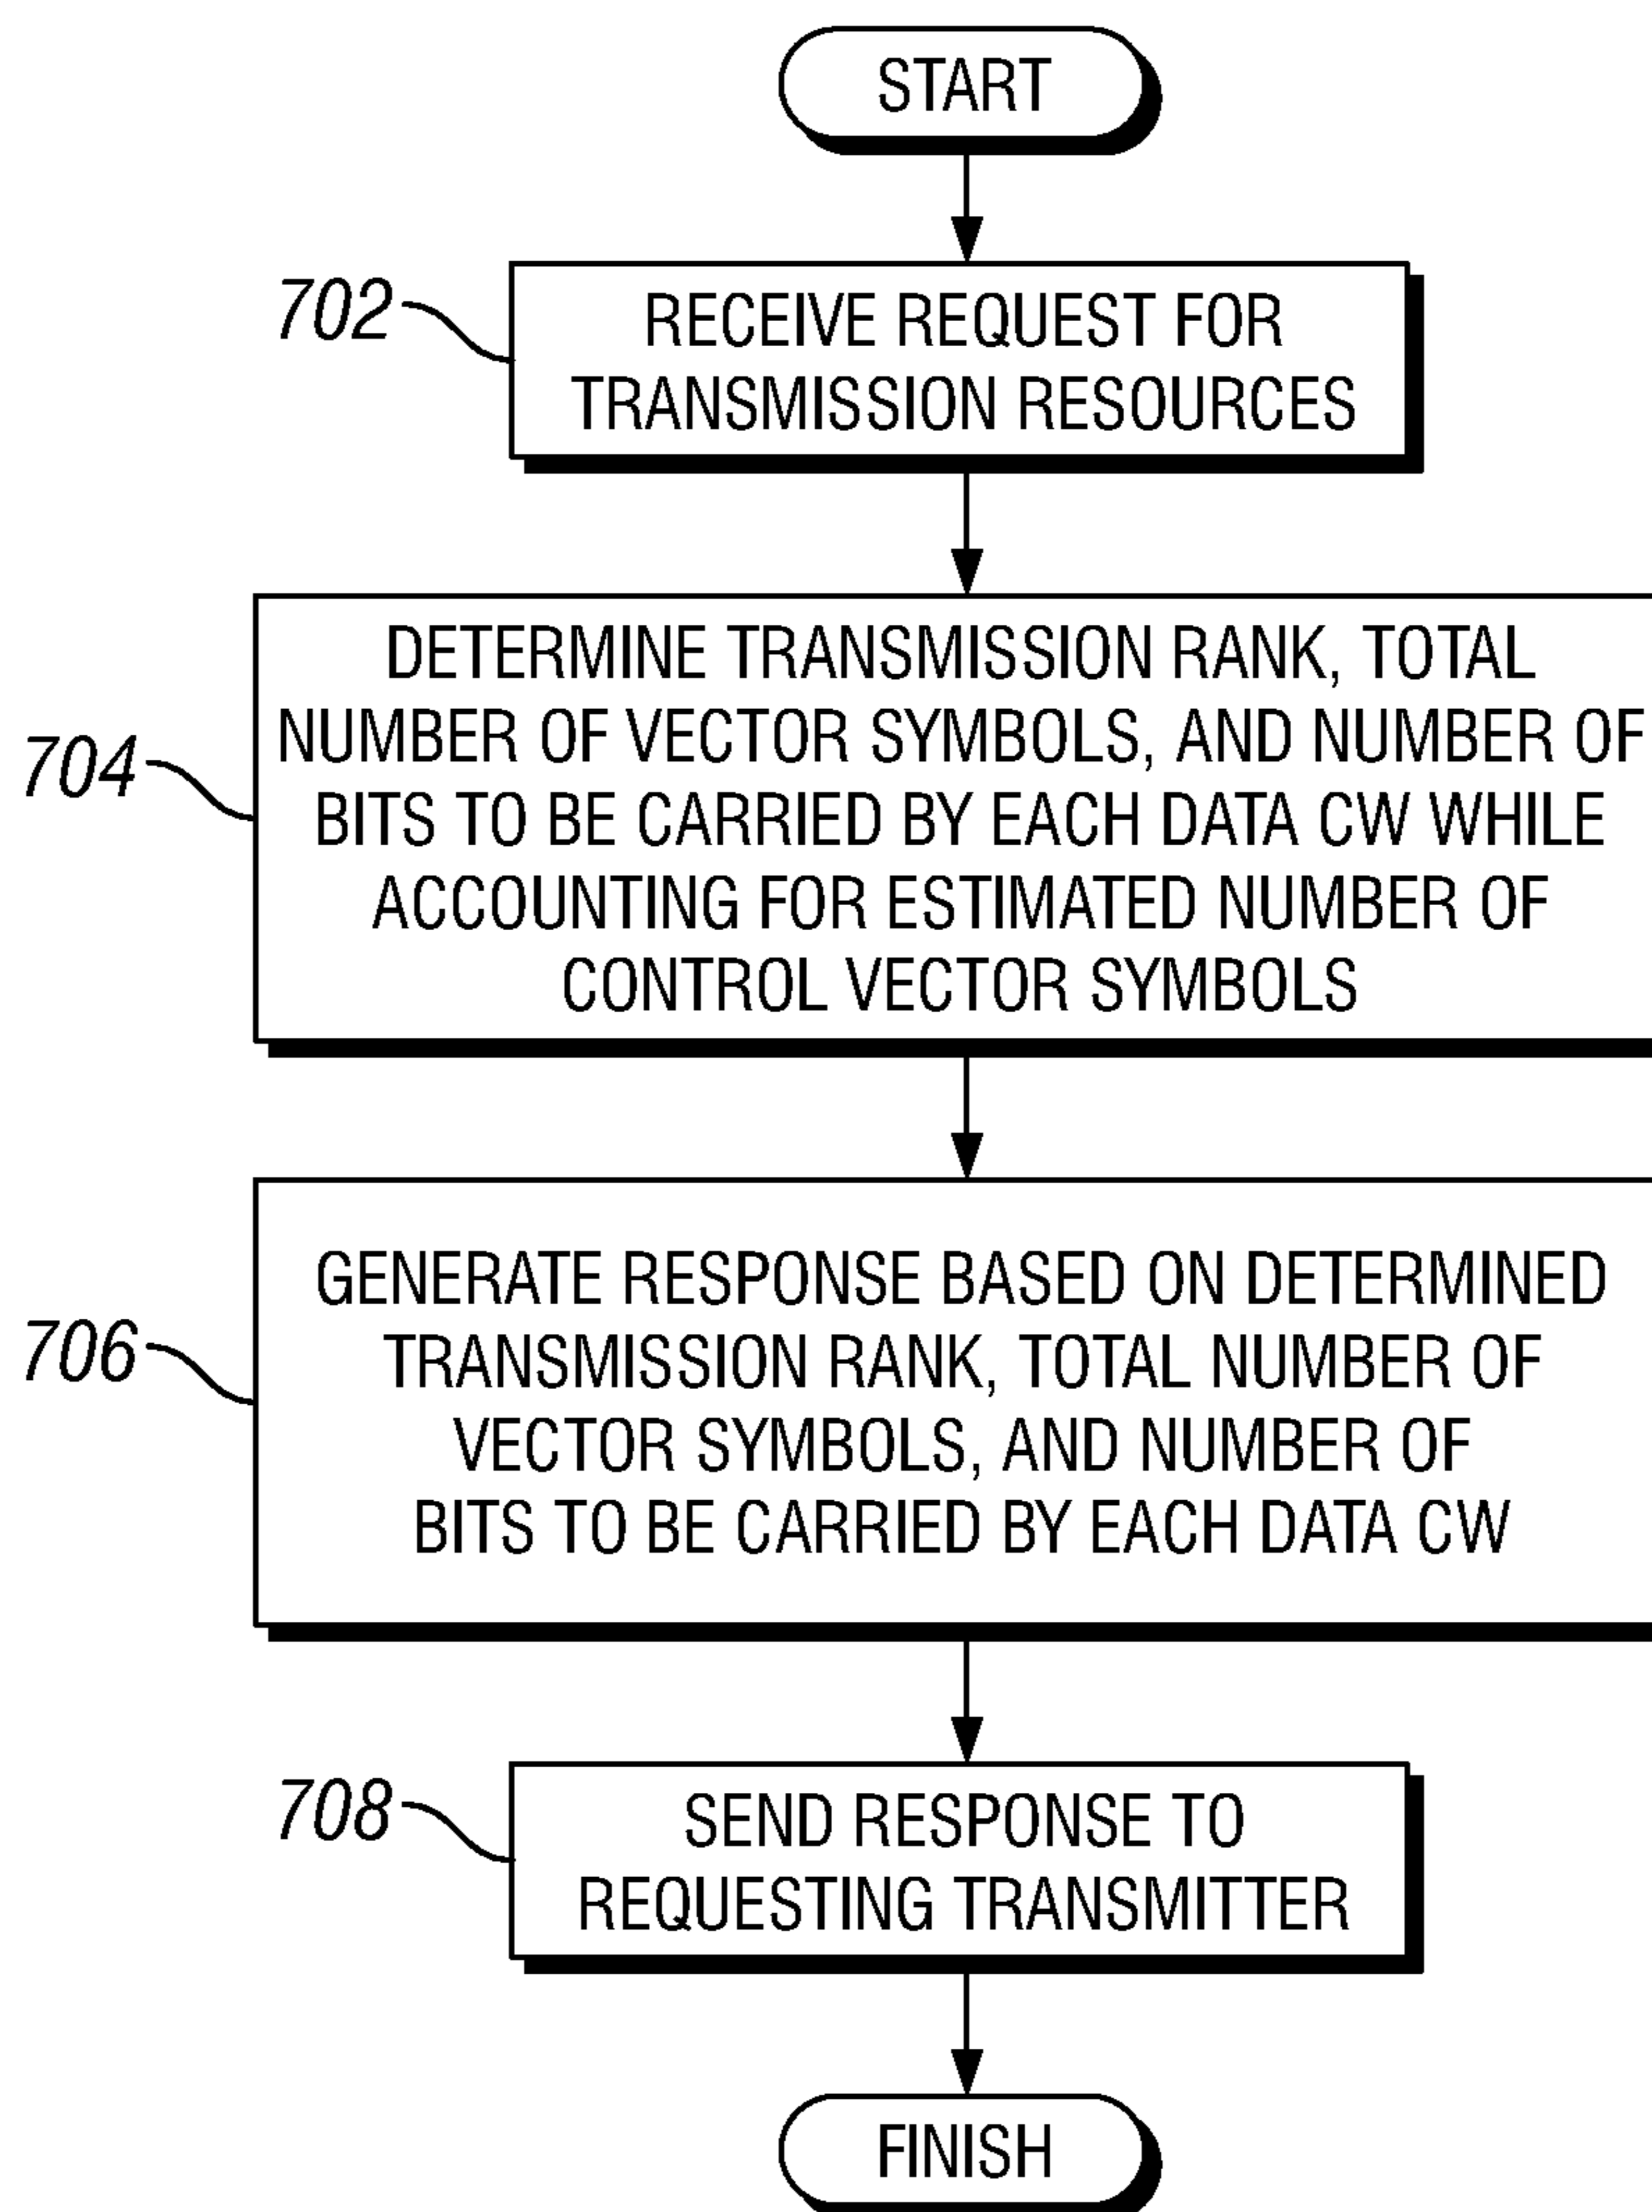 START
702
RECEIVE REQUEST FOR
TRANSMISSION RESOURCES
704
DETERMINE TRANSMISSION RANK, TOTAL
NUMBER OF VECTOR SYMBOLS, AND NUMBER OF
BITS TO BE CARRIED BY EACH DATA CW WHILE
ACCOUNTING FOR ESTIMATED NUMBER OF
CONTROL VECTOR SYMBOLS
706
GENERATE RESPONSE BASED ON DETERMINED
TRANSMISSION RANK, TOTAL NUMBER OF
VECTOR SYMBOLS, AND NUMBER OF
BITS TO BE CARRIED BY EACH DATA CW
708
SEND RESPONSE TO
REQUESTING TRANSMITTER
FINISH